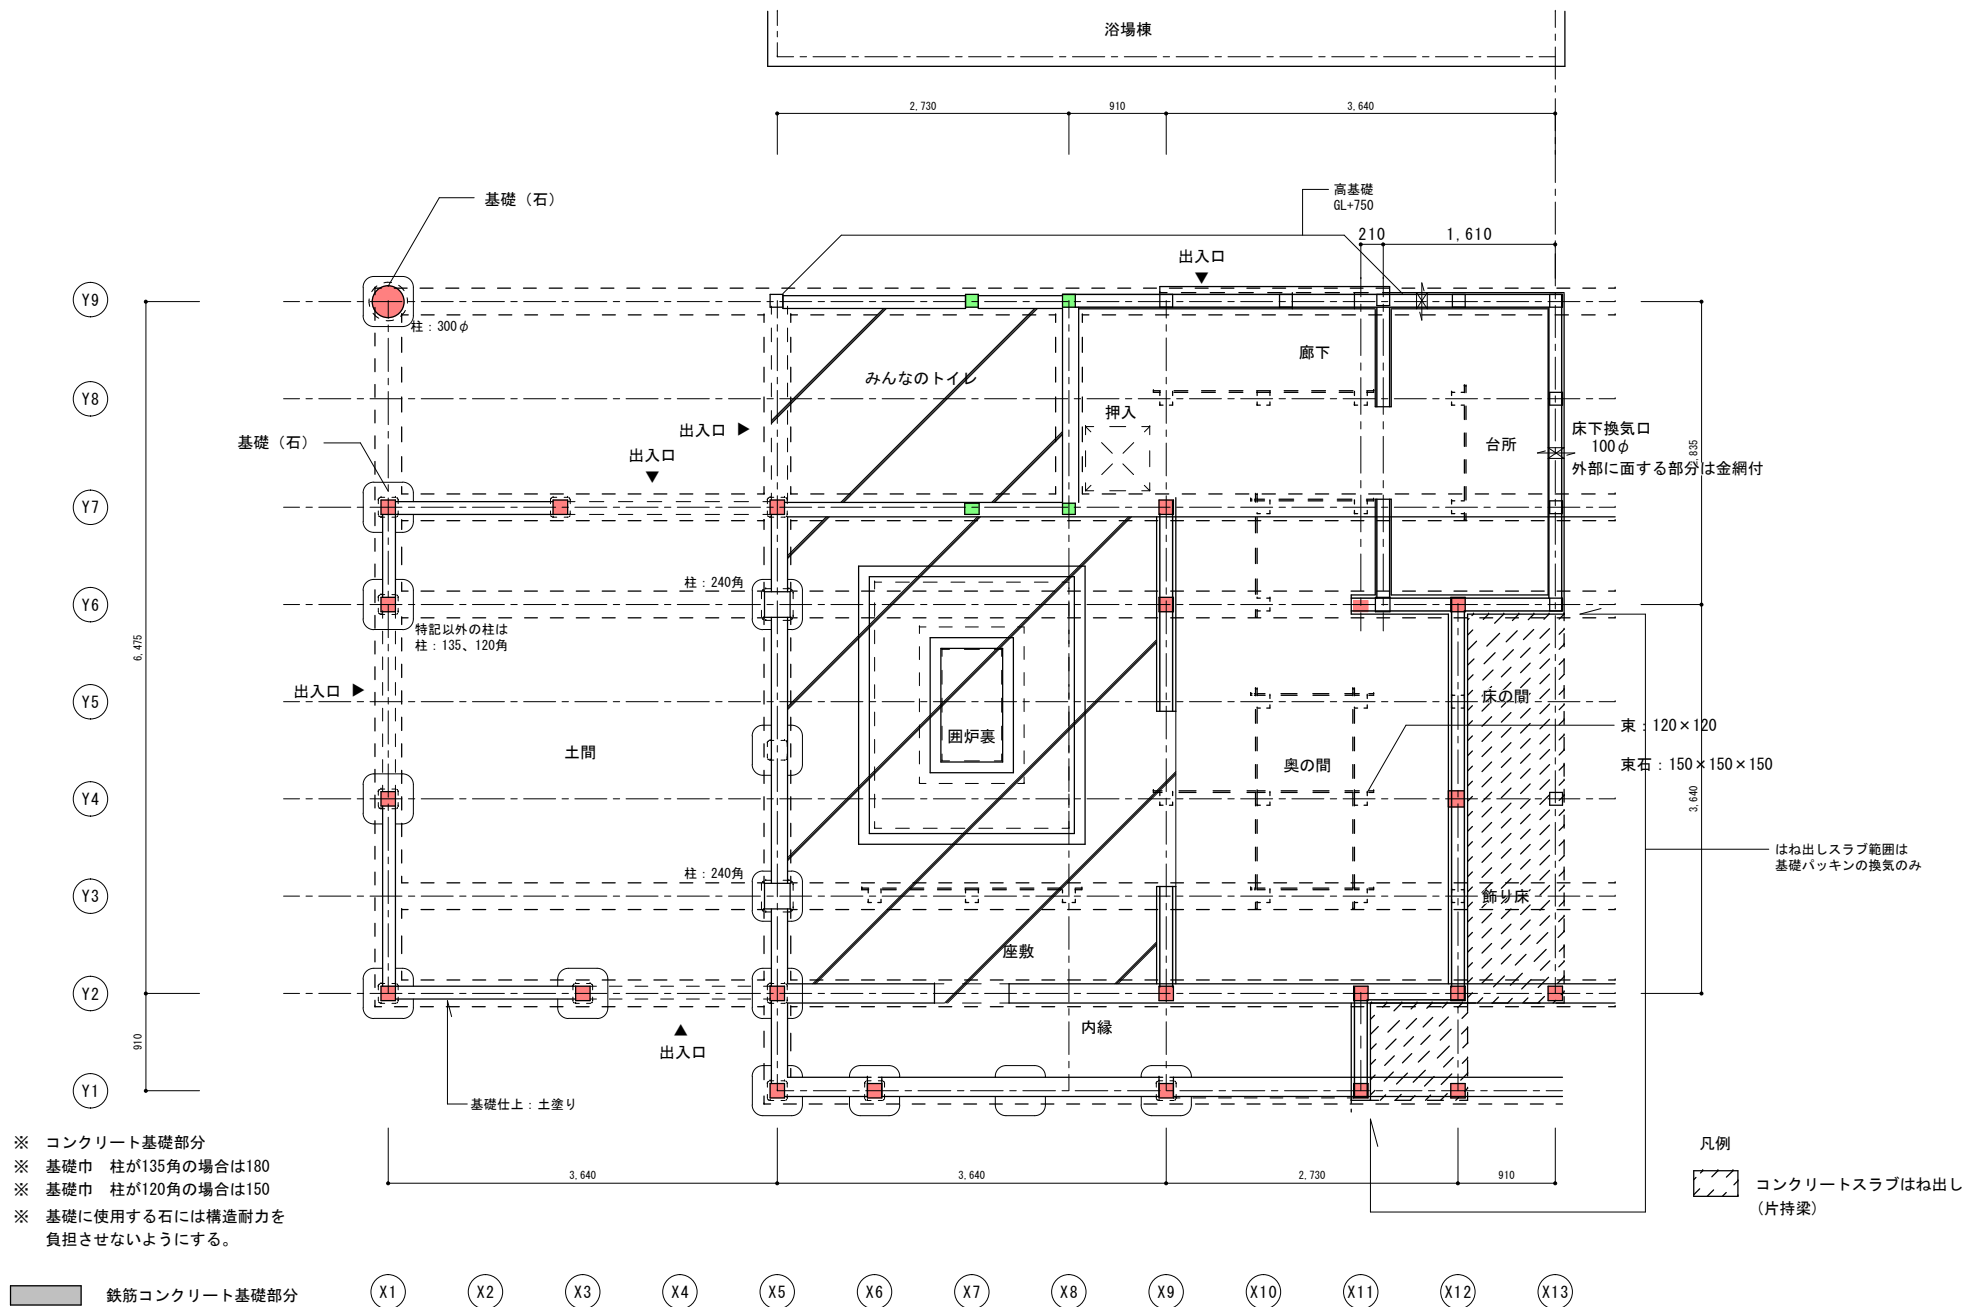 浴場棟
2,730
910
3,640
基礎（石）
高基礎
GL+750
210
1,610
出入口
Y9
柱：300φ
廊下
みんなのトイレ
Y8
押入
出入口
基礎（石）
出入口
台所
床下換気口
100φ
外部に面する部分は金網付
,835
Y7
柱：240角
Y6
特記以外の柱は
柱：135、120角
6,475
出入口
Y5
床の間
東：120×120
囲炉裏
土間
奥の間
東石：150×150×150
Y4
3,640
はね出しスラブ範囲は
基礎パッキンの換気のみ
柱：240角
Y3
飾り床
座敷
Y2
内縁
910
出入口
Y1
基礎仕上：土塗り
※　コンクリート基礎部分
※　基礎巾　柱が135角の場合は180
※　基礎巾　柱が120角の場合は150
※　基礎に使用する石には構造耐力を
負担させないようにする。
3,640
3,640
2,730
910
凡例
コンクリートスラブはね出し
（片持梁）
鉄筋コンクリート基礎部分
X1
X2
X3
X4
X5
X6
X7
X8
X9
X10
X11
X12
X13